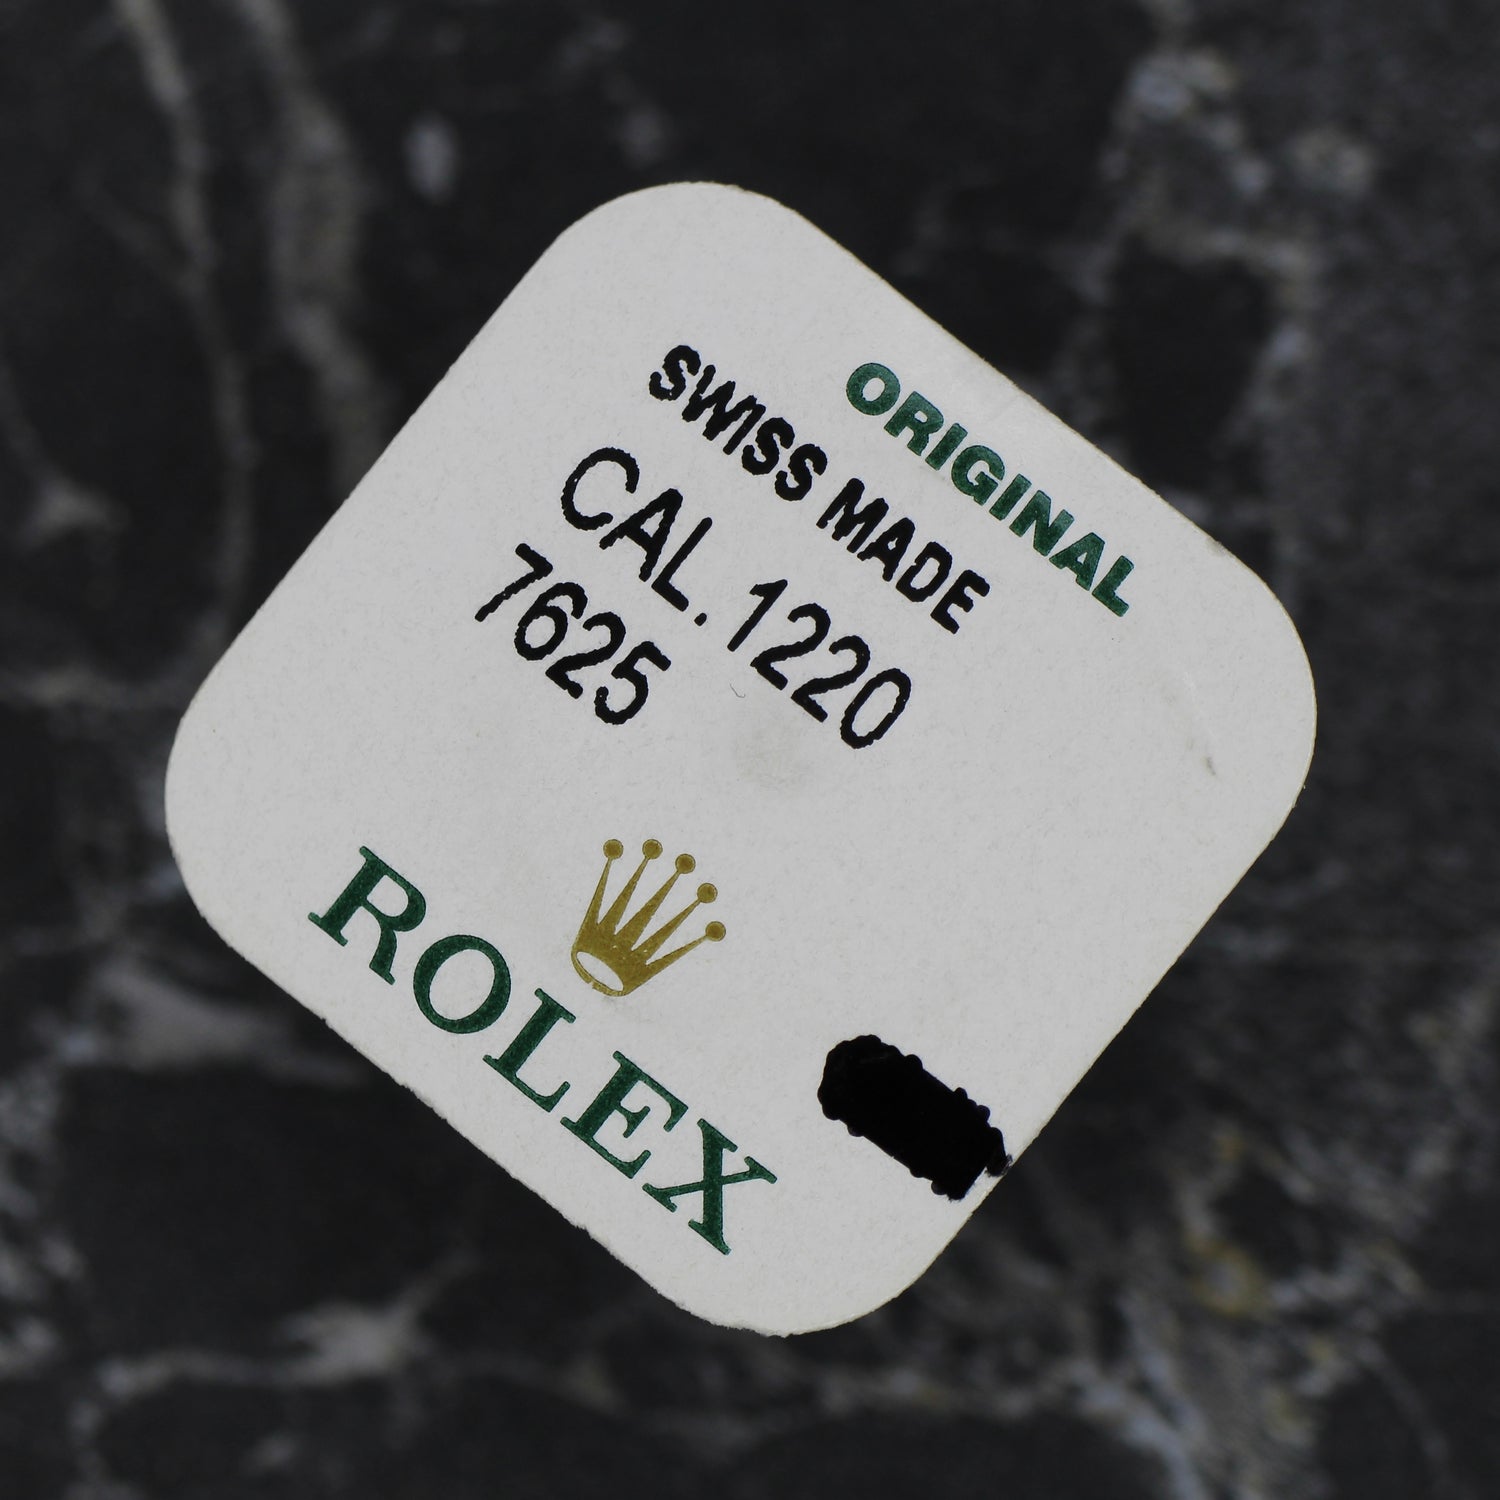 ORIGINAL
SWISS MADE
CAL. 1220
7625
ROLEX